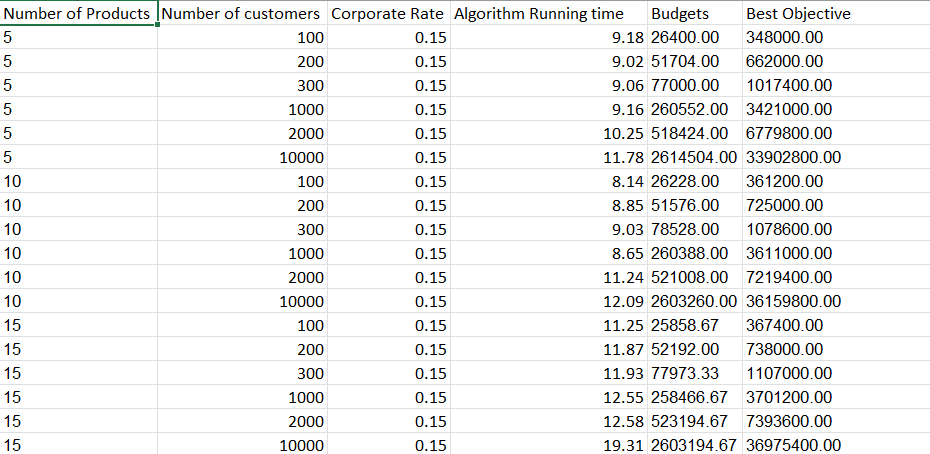 Number of Products Number of customers Corporate Rate Algorithm Running time Budgets Best Objective
5 100 0.15 9.18 26400.00 348000.00
5 200 0.15 9.02 51704.00 662000.00
5 300 0.15 9.06 77000.00 1017400.00
5 1000 0.15 9.16 260552.00 3421000.00
5 2000 0.15 10.25 518424.00 6779800.00
5 10000 0.15 11.78 2614504.00 33902800.00
10 100 0.15 8.14 26228.00 361200.00
10 200 0.15 8.85 51576.00 725000.00
10 300 0.15 9.03 78528.00 1078600.00
10 1000 0.15 8.65 260388.00 3611000.00
10 2000 0.15 11.24 521008.00 7219400.00
10 10000 0.15 12.09 2603260.00 36159800.00
15 100 0.15 11.25 25858.67 367400.00
15 200 0.15 11.87 52192.00 738000.00
15 300 0.15 11.93 77973.33 1107000.00
15 1000 0.15 12.55 258466.67 3701200.00
15 2000 0.15 12.58 523194.67 7393600.00
15 10000 0.15 19.31 2603194.67 36975400.00